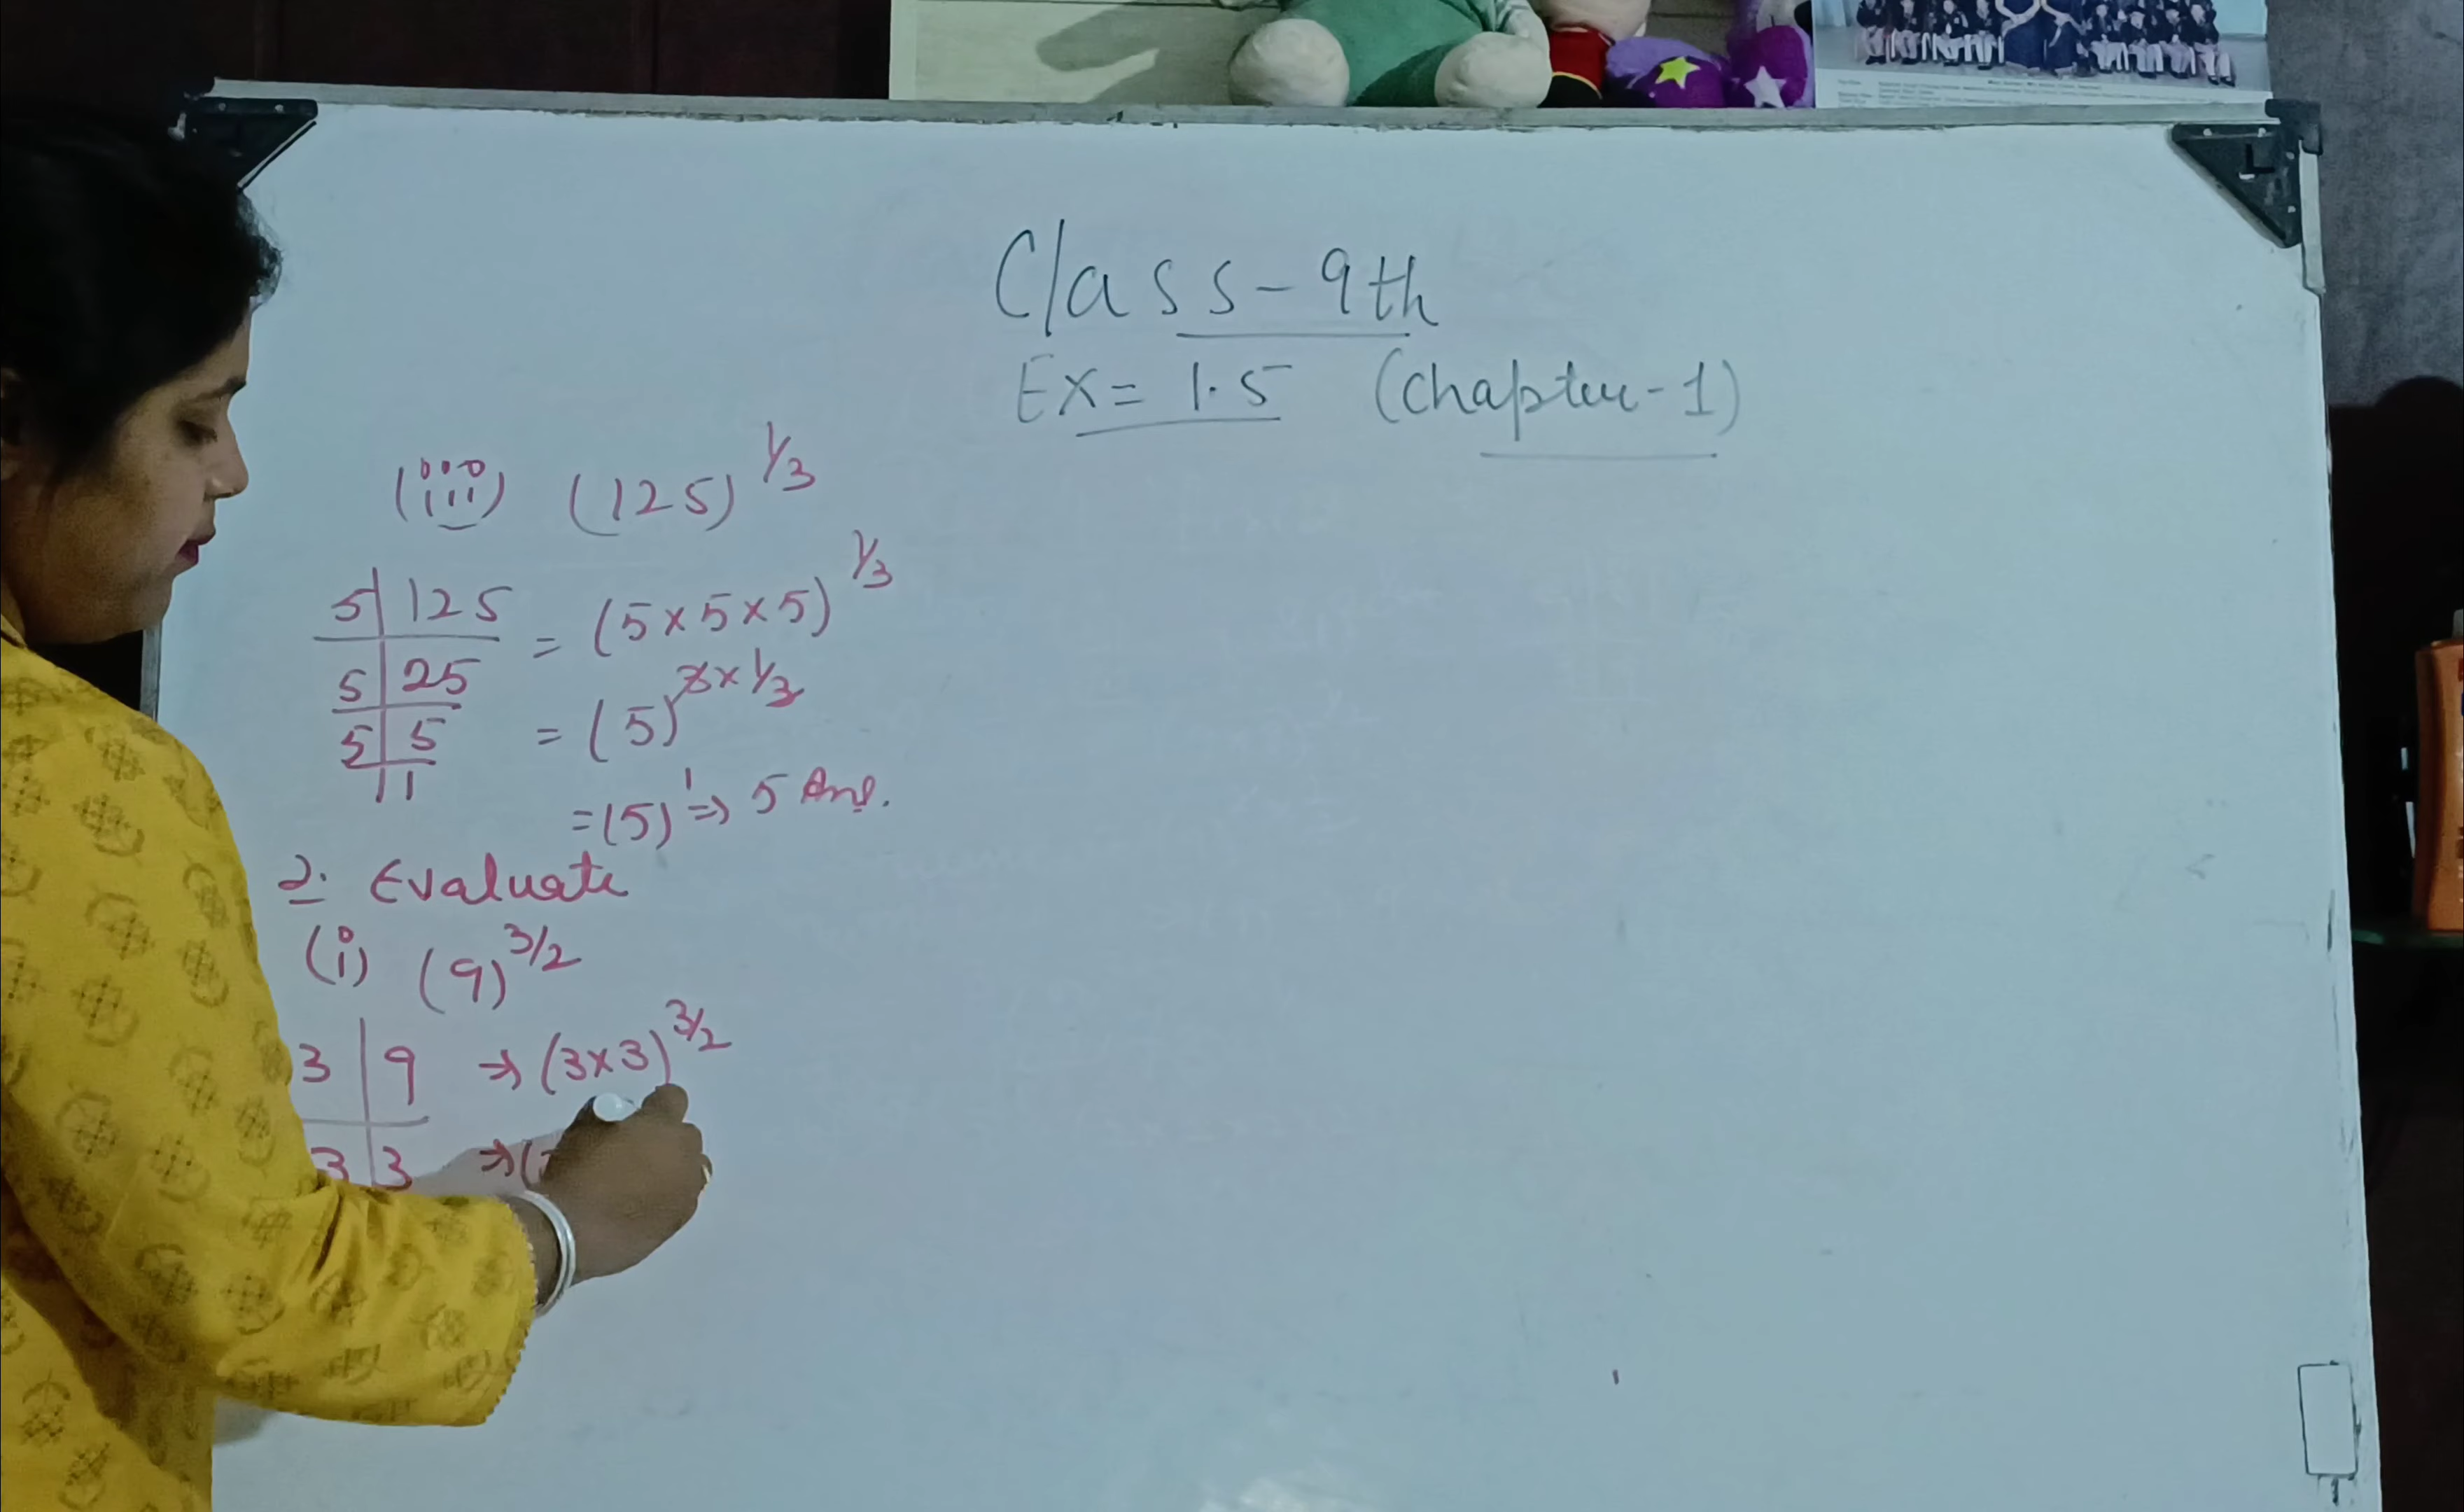 Class-9th
Ex = 1.5 (Chapter-1)
(iii) (125)^1/3
5|125 = (5×5×5)^1/3
5|25
5|5 = (5)^3×1/3
|1
= (5)^1 ⇒ 5 Ans.
2. Evaluate
(i) (9)^3/2
3|9 ⇒ (3×3)^3/2
3|3 ⇒ (